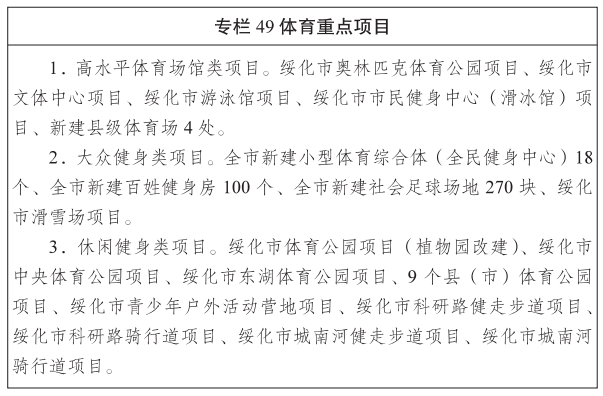 专栏 49 体育重点项目
1. 高水平体育场馆类项目。绥化市奥林匹克体育公园项目、绥化市
文体中心项目、绥化市游泳馆项目、绥化市市民健身中心（滑冰馆）项
目、新建县级体育场 4 处。
2. 大众健身类项目。全市新建小型体育综合体（全民健身中心）18
个、全市新建百姓健身房 100 个、全市新建社会足球场地 270 块、绥化
市滑雪场项目。
3. 休闲健身类项目。绥化市体育公园项目（植物园改建）、绥化市
中央体育公园项目、绥化市东湖体育公园项目、9 个县（市）体育公园
项目、绥化市青少年户外活动营地项目、绥化市科研路健走步道项目、
绥化市科研路骑行道项目、绥化市城南河健走步道项目、绥化市城南河
骑行道项目。